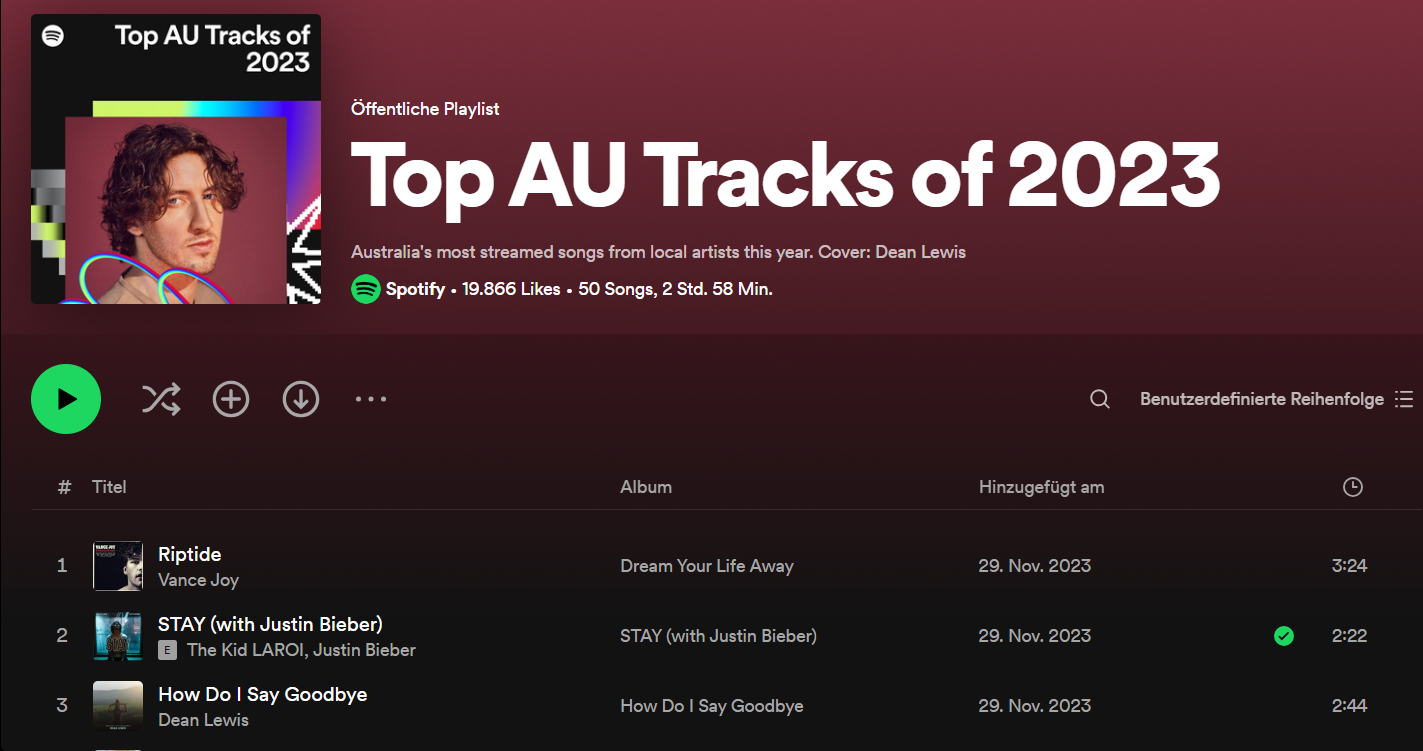 Top AU Tracks of
2023
Öffentliche Playlist
Top AU Tracks of 2023
Australia's most streamed songs from local artists this year. Cover: Dean Lewis
Spotify • 19.866 Likes • 50 Songs, 2 Std. 58 Min.
Benutzerdefinierte Reihenfolge
# Titel Album Hinzugefügt am
1 Riptide Dream Your Life Away 29. Nov. 2023 3:24
Vance Joy
2 STAY (with Justin Bieber) STAY (with Justin Bieber) 29. Nov. 2023 2:22
E The Kid LAROI, Justin Bieber
3 How Do I Say Goodbye How Do I Say Goodbye 29. Nov. 2023 2:44
Dean Lewis